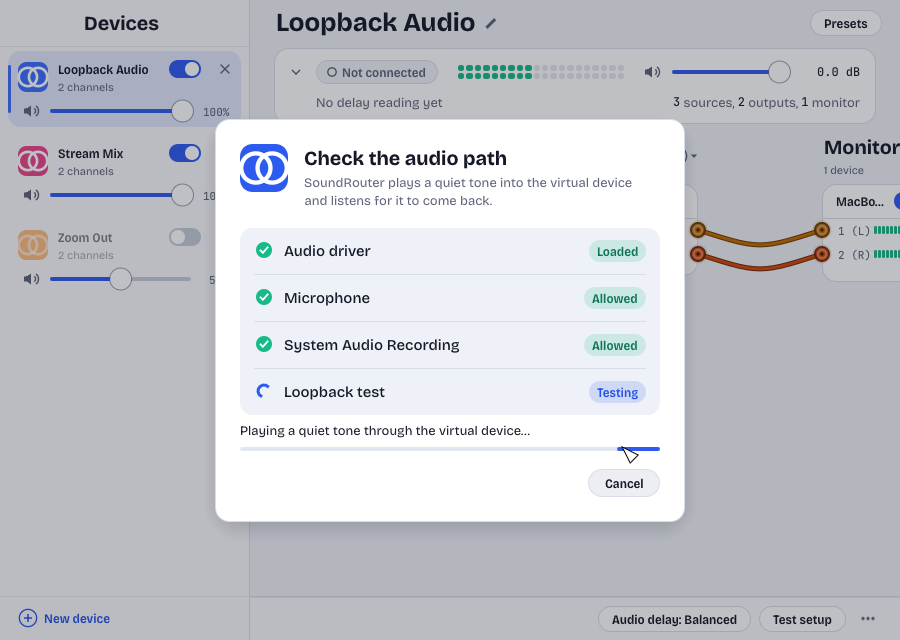 Devices
Loopback Audio
2 channels
100%
Stream Mix
2 channels
Zoom Out
2 channels
New device
Loopback Audio
Presets
Not connected
0.0 dB
No delay reading yet
3 sources, 2 outputs, 1 monitor
Monitor
1 device
MacBo...
1 (L)
2 (R)
Check the audio path
SoundRouter plays a quiet tone into the virtual device
and listens for it to come back.
Audio driver
Loaded
Microphone
Allowed
System Audio Recording
Allowed
Loopback test
Testing
Playing a quiet tone through the virtual device...
Cancel
Audio delay: Balanced
Test setup